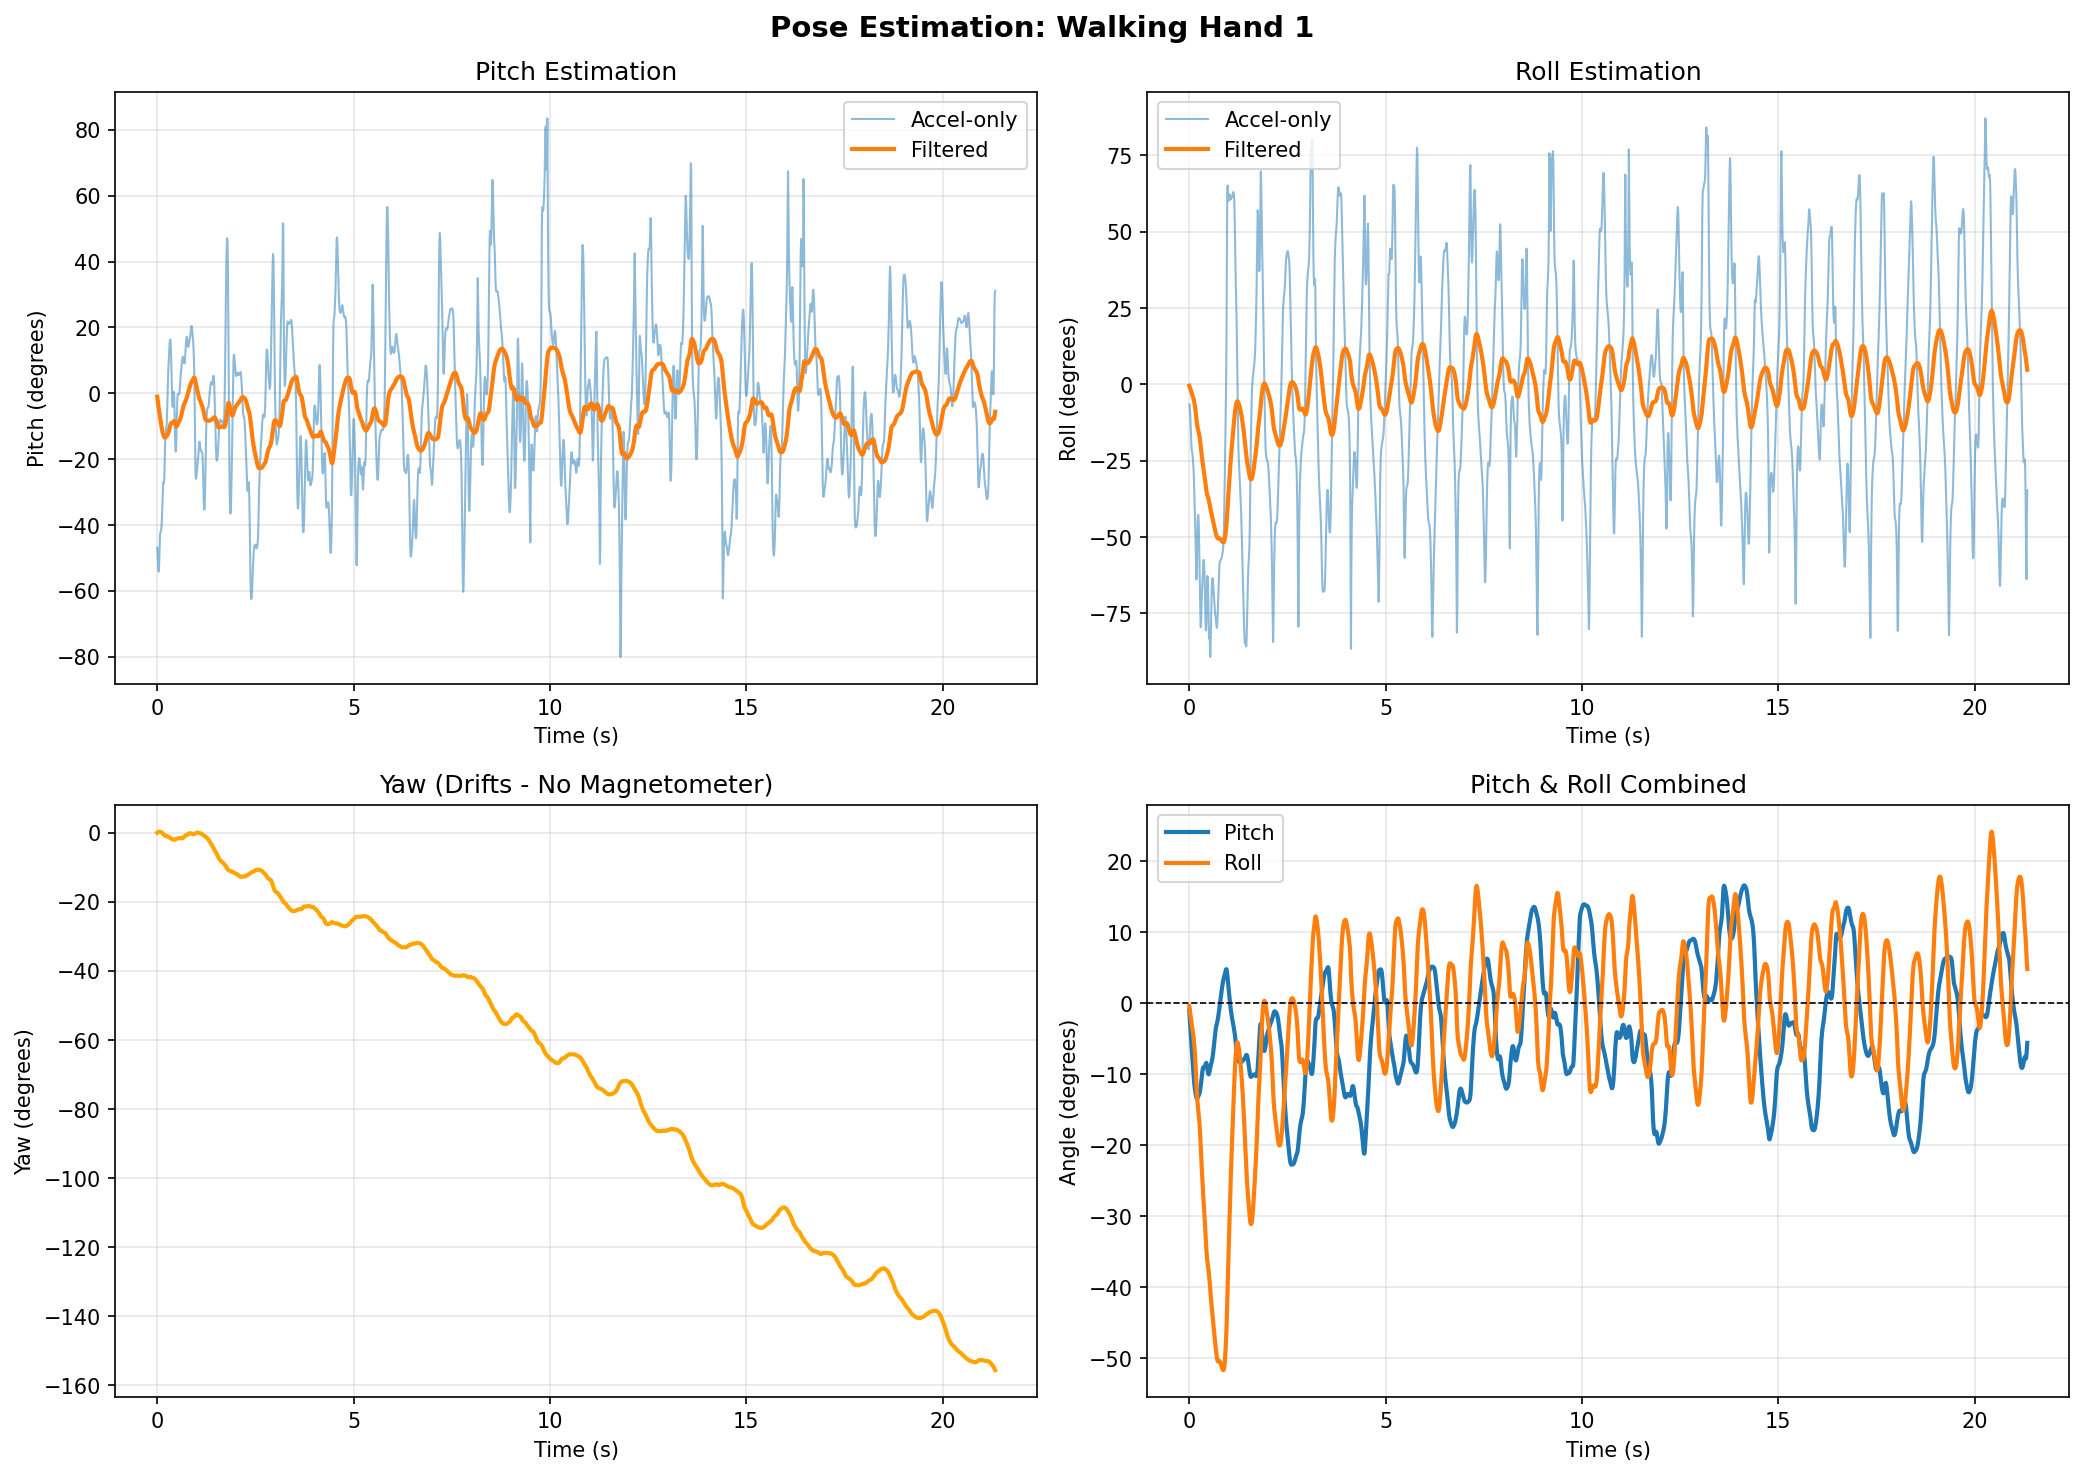 Pose Estimation: Walking Hand 1
Pitch Estimation
Accel-only
Filtered
80
60
40
20
0
−20
−40
−60
−80
Pitch (degrees)
0 5 10 15 20
Time (s)
Roll Estimation
Accel-only
Filtered
75
50
25
0
−25
−50
−75
Roll (degrees)
0 5 10 15 20
Time (s)
Yaw (Drifts - No Magnetometer)
0
−20
−40
−60
−80
−100
−120
−140
−160
Yaw (degrees)
0 5 10 15 20
Time (s)
Pitch & Roll Combined
Pitch
Roll
20
10
0
−10
−20
−30
−40
−50
Angle (degrees)
0 5 10 15 20
Time (s)